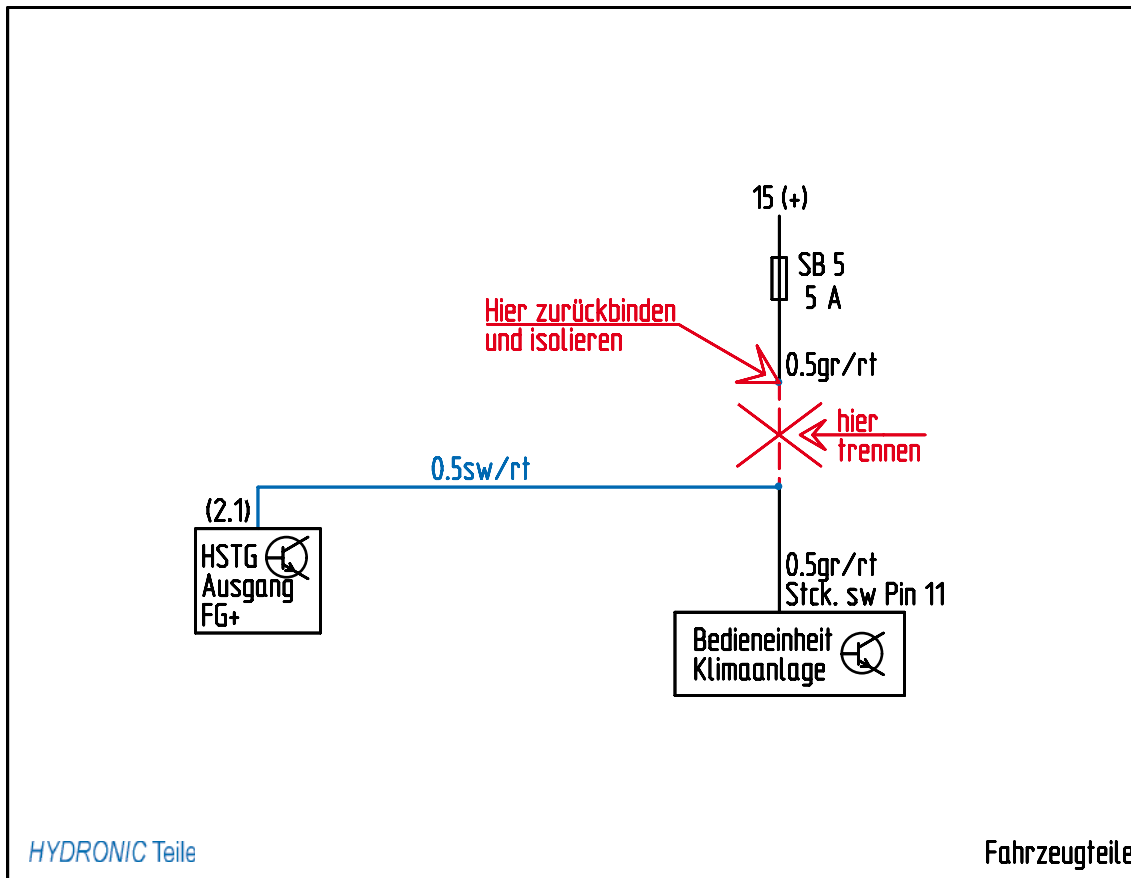 15 (+)
SB 5
5 A
Hier zurückbinden
und isolieren
0.5gr/rt
hier
trennen
0.5sw/rt
(2.1)
HSTG
Ausgang
FG+
0.5gr/rt
Stck. sw Pin 11
Bedieneinheit
Klimaanlage
HYDRONIC Teile
Fahrzeugteile